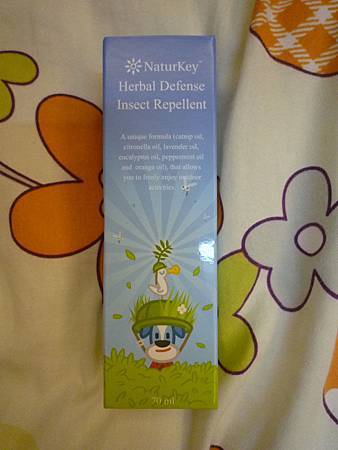 NaturKey™
Herbal Defense
Insect Repellent
A unique formula (catnip oil,
citronella oil, lavender oil,
eucalyptus oil, peppermint oil
and orange oil), that allows
you to freely enjoy outdoor
activities.
70 ml